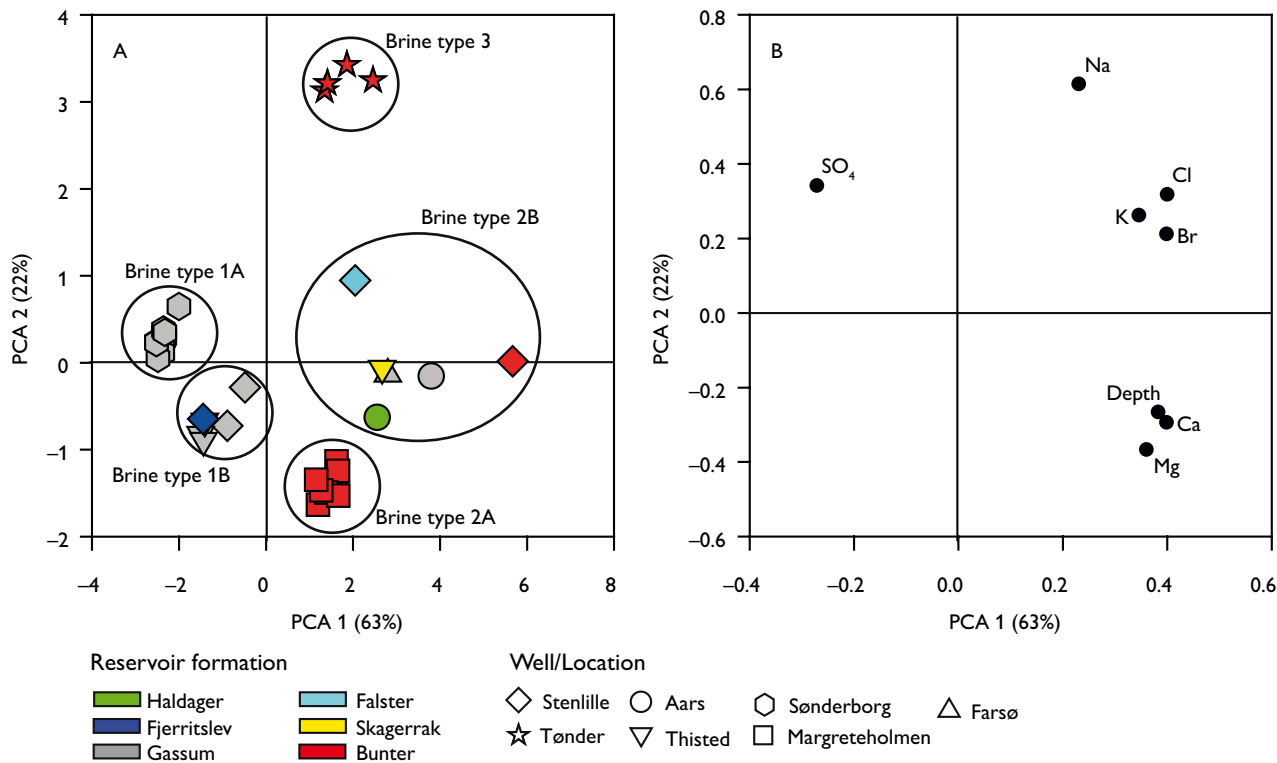 A
Brine type 3
Brine type 2B
Brine type 1A
Brine type 1B
Brine type 2A
4
3
2
1
0
–1
–2
PCA 2 (22%)
–4
–2
0
2
4
6
8
PCA 1 (63%)
B
Na
SO4
Cl
K
Br
Depth
Ca
Mg
0.8
0.6
0.4
0.2
0.0
–0.2
–0.4
–0.6
PCA 2 (22%)
–0.4
–0.2
0.0
0.2
0.4
0.6
PCA 1 (63%)
Reservoir formation
Haldager
Fjerritslev
Gassum
Falster
Skagerrak
Bunter
Well/Location
Stenlille
Tønder
Aars
Thisted
Sønderborg
Margreteholmen
Farsø